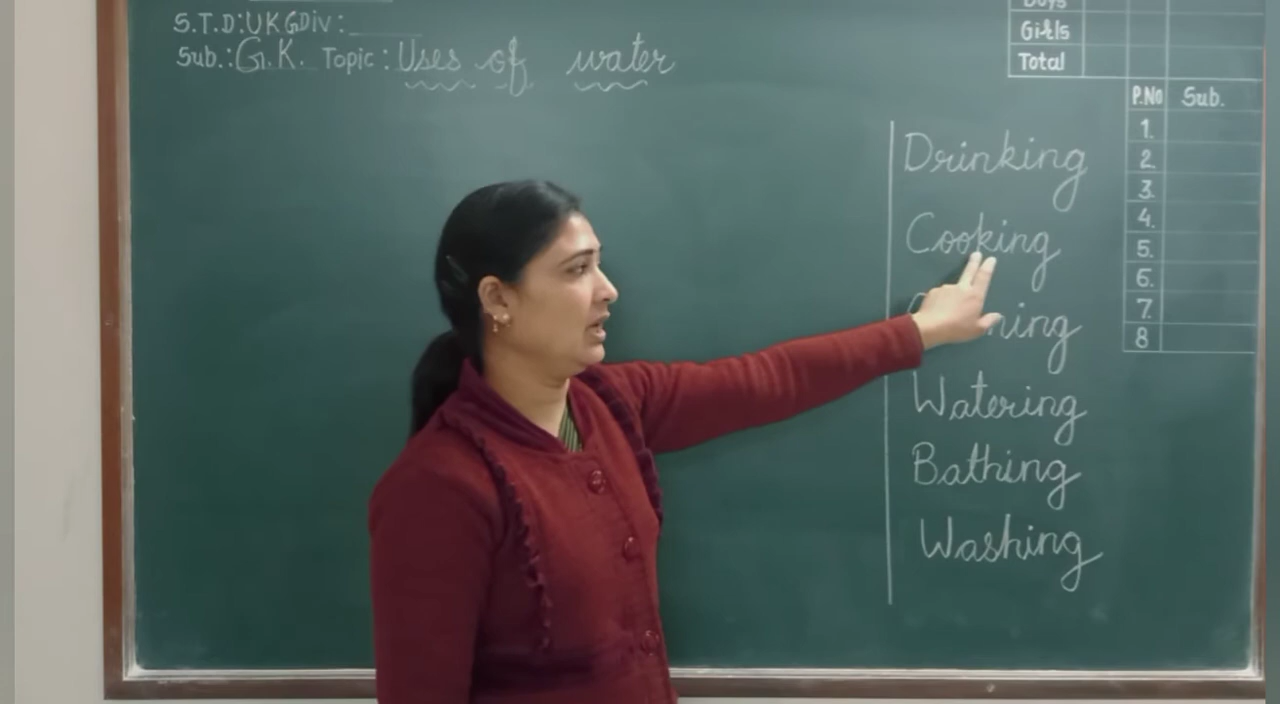 S.T.D: UKG Div:
Sub.: G.K. Topic: Uses of water
Boys
Girls
Total
P.No Sub.
1.
2.
3.
4.
5.
6.
7.
8
Drinking
Cooking
Watering
Bathing
Washing